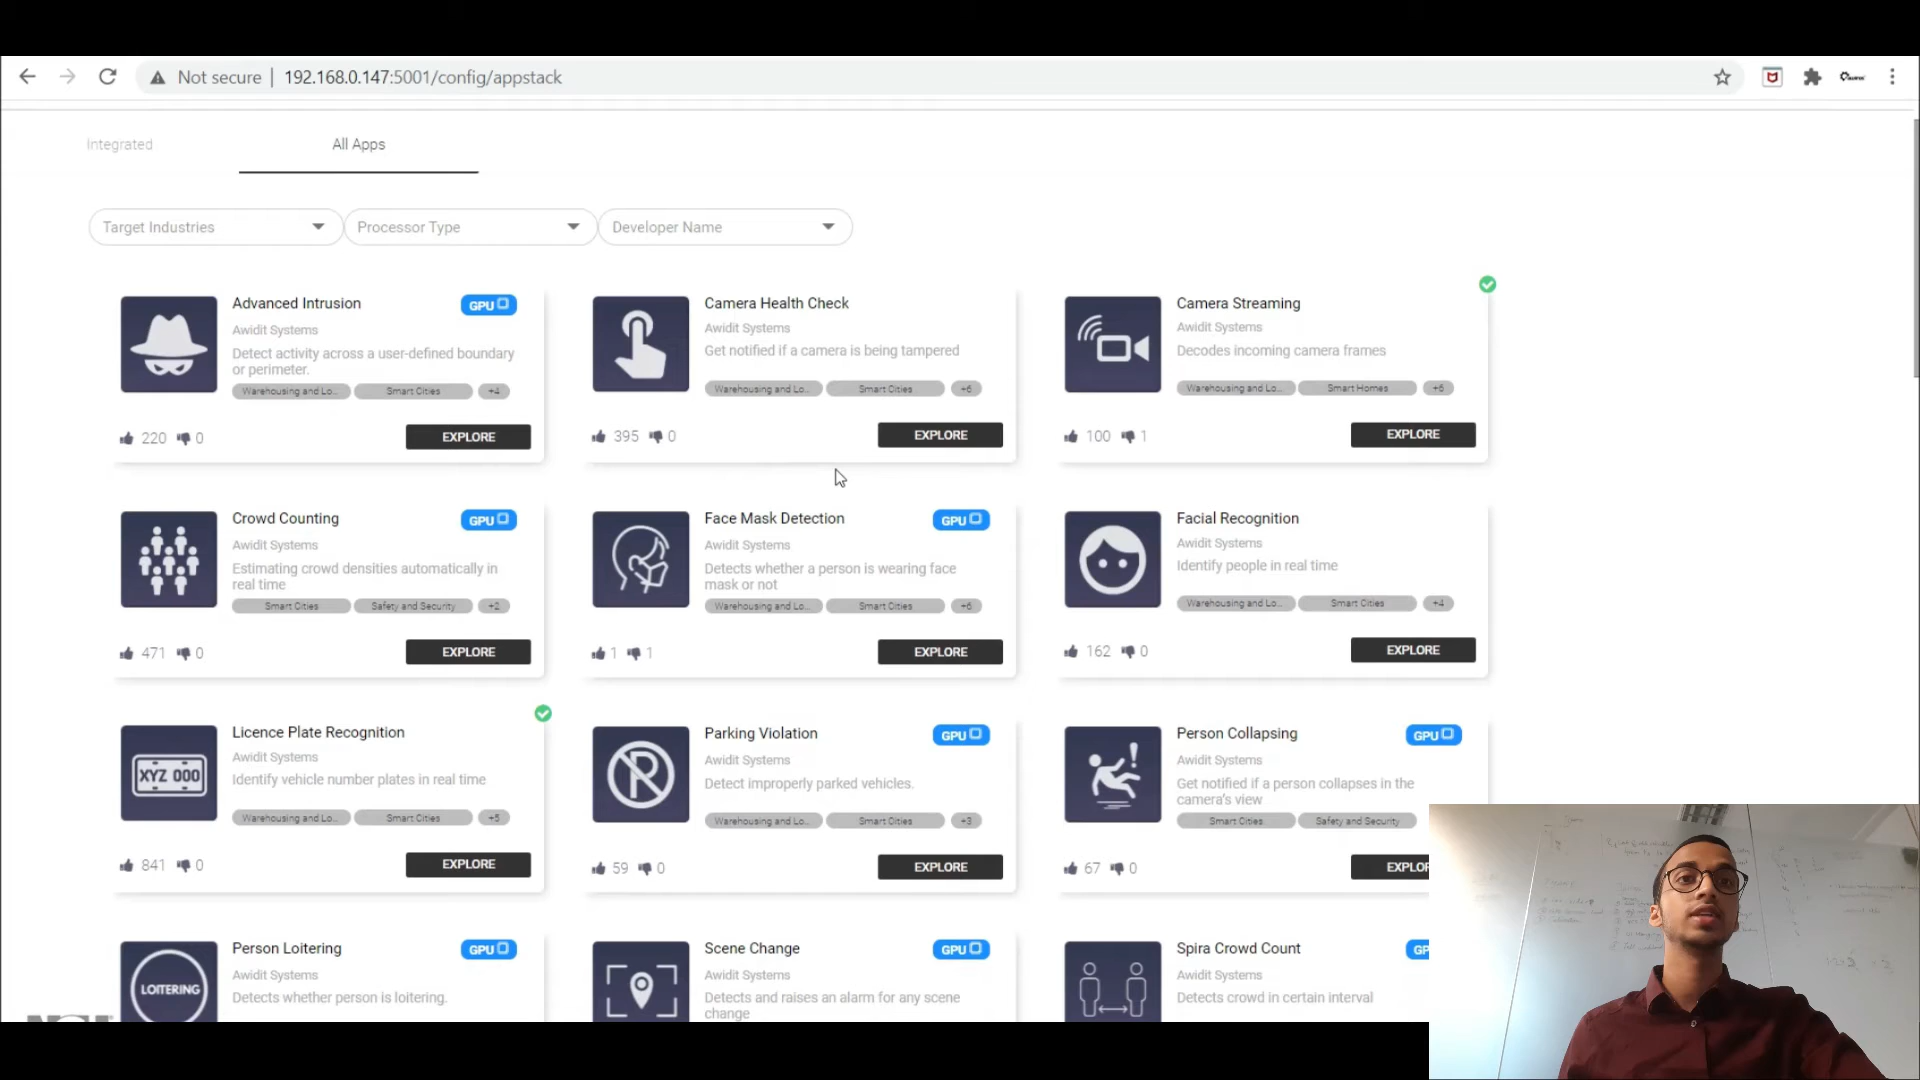 Not secure | 192.168.0.147:5001/config/appstack
Integrated
All Apps
Target Industries
Processor Type
Developer Name
Advanced Intrusion
GPU
Awidit Systems
Detect activity across a user-defined boundary
or perimeter.
Warehousing and Lo...
Smart Cities
+4
220
0
EXPLORE
Camera Health Check
Awidit Systems
Get notified if a camera is being tampered
Warehousing and Lo...
Smart Cities
+6
395
0
EXPLORE
Camera Streaming
Awidit Systems
Decodes incoming camera frames
Warehousing and Lo...
Smart Homes
+6
100
1
EXPLORE
Crowd Counting
GPU
Awidit Systems
Estimating crowd densities automatically in
real time
Smart Cities
Safety and Security
+2
471
0
EXPLORE
Face Mask Detection
GPU
Awidit Systems
Detects whether a person is wearing face
mask or not
Warehousing and Lo...
Smart Cities
+6
1
1
EXPLORE
Facial Recognition
Awidit Systems
Identify people in real time
Warehousing and Lo...
Smart Cities
+4
162
0
EXPLORE
XYZ 000
Licence Plate Recognition
Awidit Systems
Identify vehicle number plates in real time
Warehousing and Lo...
Smart Cities
+5
841
0
EXPLORE
P
Parking Violation
GPU
Awidit Systems
Detect improperly parked vehicles.
Warehousing and Lo...
Smart Cities
+3
59
0
EXPLORE
Person Collapsing
GPU
Awidit Systems
Get notified if a person collapses in the
camera's view
Smart Cities
Safety and Security
67
0
EXPLOR
LOITERING
Person Loitering
GPU
Awidit Systems
Detects whether person is loitering.
Scene Change
GPU
Awidit Systems
Detects and raises an alarm for any scene
change
Spira Crowd Count
GP
Awidit Systems
Detects crowd in certain interval